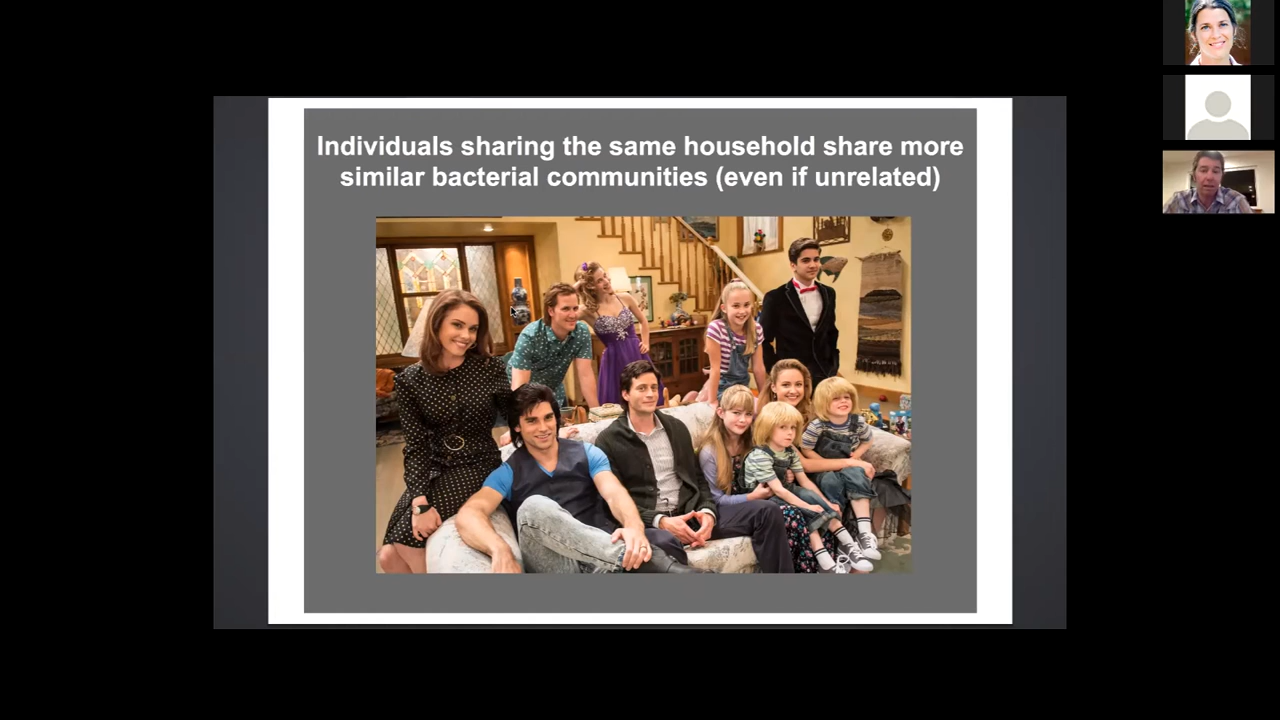 Individuals sharing the same household share more
similar bacterial communities (even if unrelated)